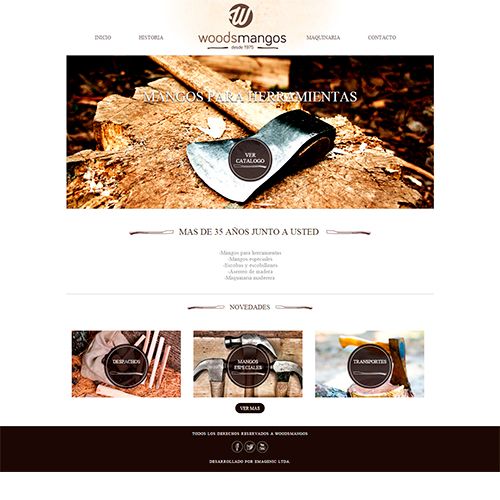 W
woodsmangos
desde 1975
INICIO HISTORIA MAQUINARIA CONTACTO
MANGOS PARA HERRAMIENTAS
VER
CATALOGO
MAS DE 35 AÑOS JUNTO A USTED
-Mangos para herramientas
-Mangos especiales
-Escobas y escobillones
-Aserrío de madera
-Maquinaria maderera
NOVEDADES
DESPACHOS
MANGOS
ESPECIALES
TRANSPORTES
VER MAS
TODOS LOS DERECHOS RESERVADOS A WOODSMANGOS
DESARROLLADO POR EMAGENIC LTDA.